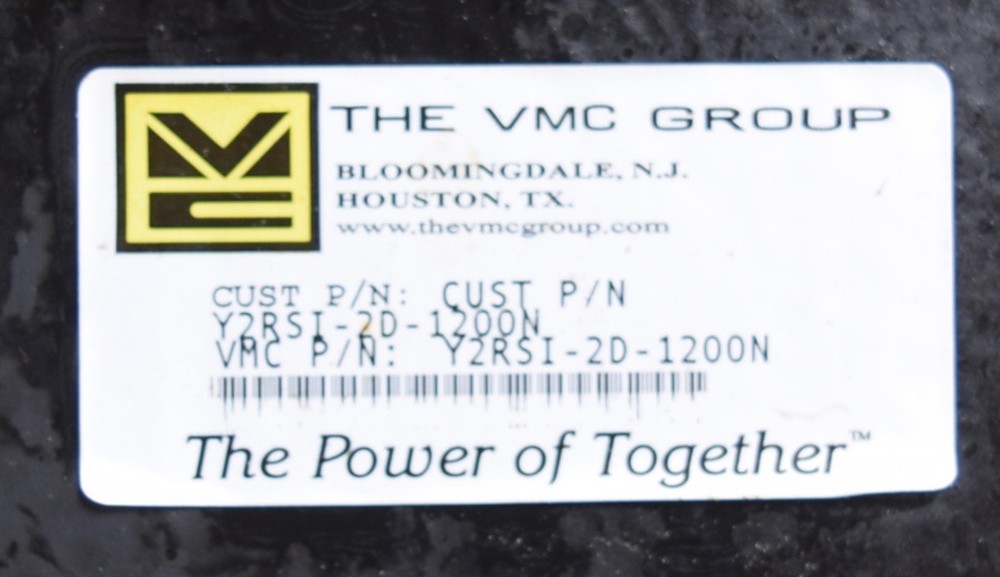 VMC
THE VMC GROUP
BLOOMINGDALE, N.J.
HOUSTON, TX.
www.thevmcgroup.com
CUST P/N: CUST P/N
Y2RSI-2D-1200N
VMC P/N: Y2RSI-2D-1200N
The Power of Together™